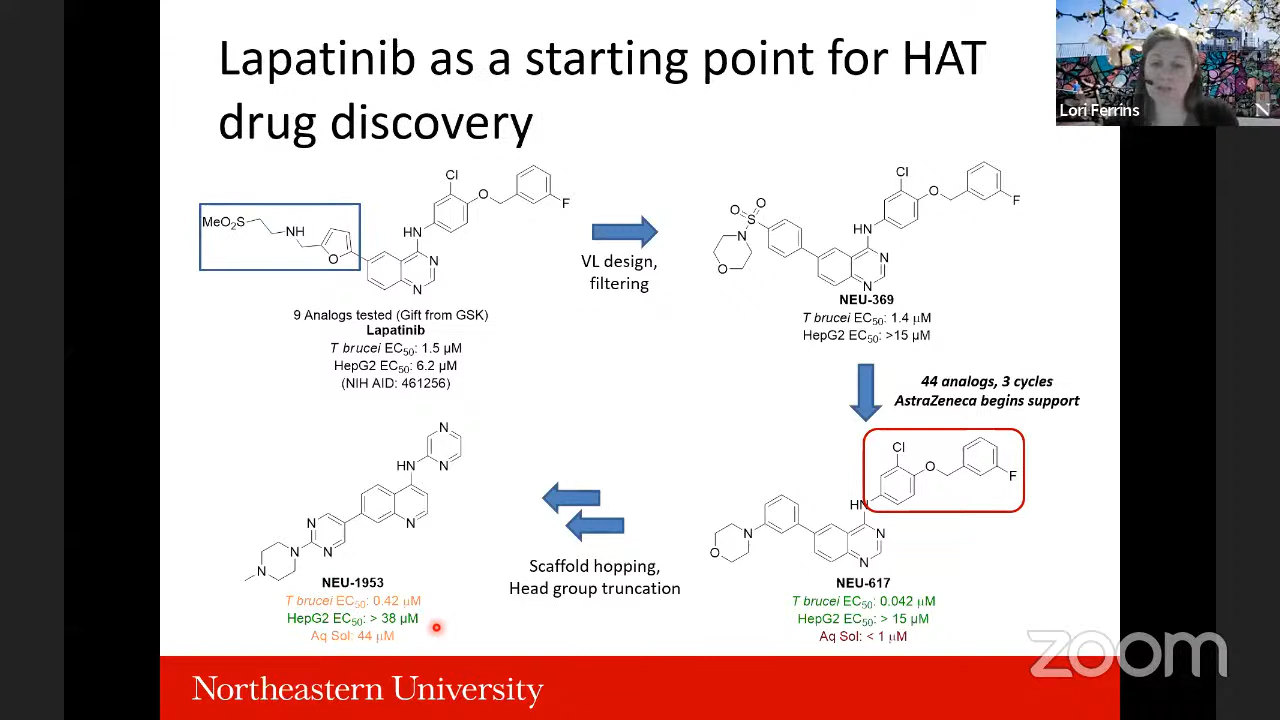 Lapatinib as a starting point for HAT
drug discovery
Lori Ferrins
N
Cl
O
F
MeO2S
NH
O
HN
N
N
9 Analogs tested (Gift from GSK)
Lapatinib
T brucei EC50: 1.5 µM
HepG2 EC50: 6.2 µM
(NIH AID: 461256)
VL design,
filtering
Cl
O
F
O O
S
N
O
HN
N
N
NEU-369
T brucei EC50: 1.4 µM
HepG2 EC50: >15 µM
44 analogs, 3 cycles
AstraZeneca begins support
Cl
O
F
HN
N
O
N
N
NEU-617
T brucei EC50: 0.042 µM
HepG2 EC50: > 15 µM
Aq Sol: < 1 µM
Scaffold hopping,
Head group truncation
N
N
HN
N
N
N
N
N
NEU-1953
T brucei EC50: 0.42 µM
HepG2 EC50: > 38 µM
Aq Sol: 44 µM
zoom
Northeastern University